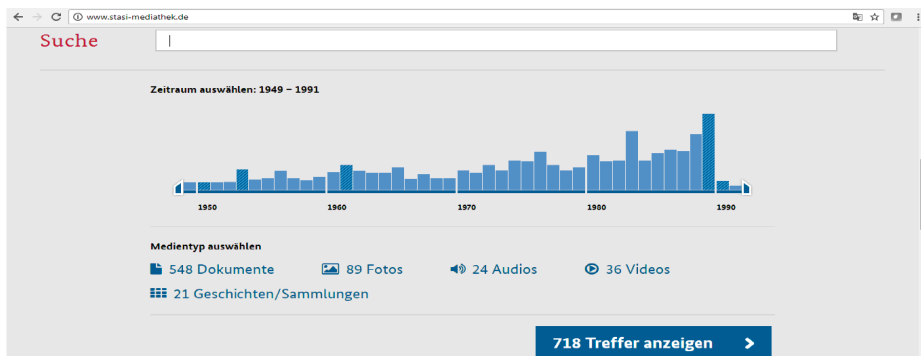 www.stasi-mediathek.de
Suche
Zeitraum auswählen: 1949 – 1991
1950 1960 1970 1980 1990
Medientyp auswählen
548 Dokumente 89 Fotos 24 Audios 36 Videos
21 Geschichten/Sammlungen
718 Treffer anzeigen